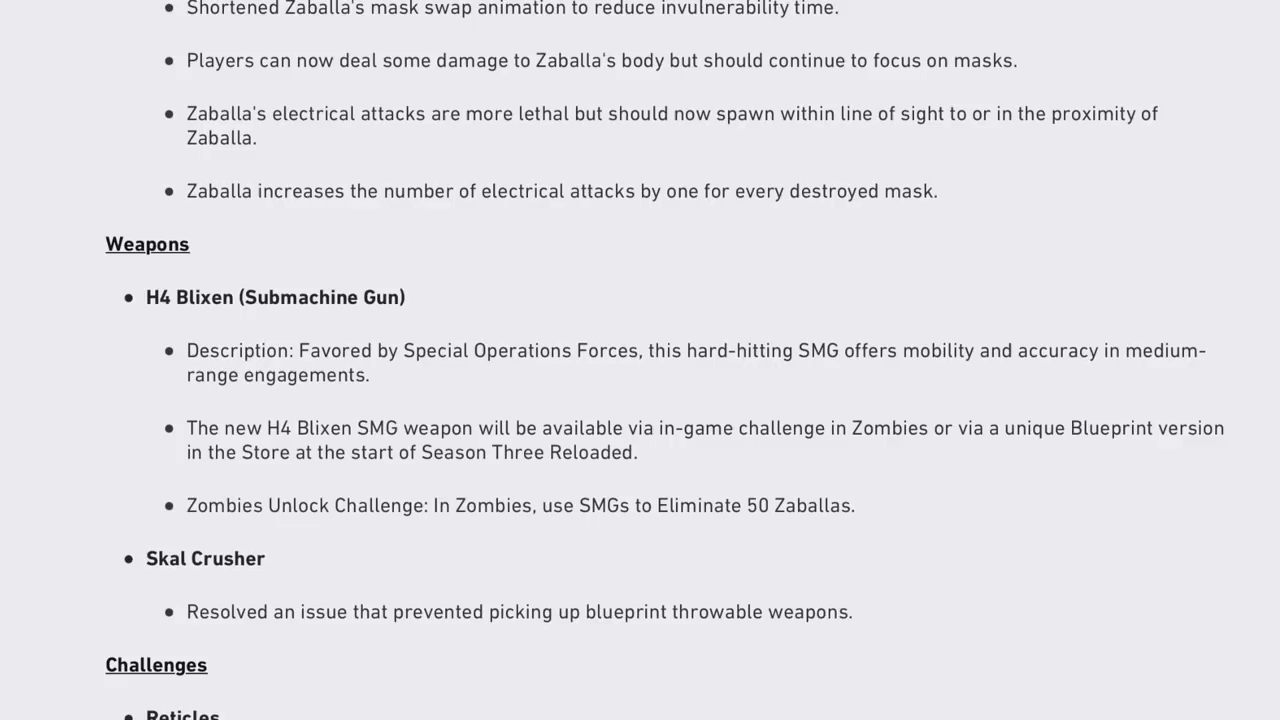 Shortened Zaballa's mask swap animation to reduce invulnerability time.
Players can now deal some damage to Zaballa's body but should continue to focus on masks.
Zaballa's electrical attacks are more lethal but should now spawn within line of sight to or in the proximity of
Zaballa.
Zaballa increases the number of electrical attacks by one for every destroyed mask.
Weapons
H4 Blixen (Submachine Gun)
Description: Favored by Special Operations Forces, this hard-hitting SMG offers mobility and accuracy in medium-
range engagements.
The new H4 Blixen SMG weapon will be available via in-game challenge in Zombies or via a unique Blueprint version
in the Store at the start of Season Three Reloaded.
Zombies Unlock Challenge: In Zombies, use SMGs to Eliminate 50 Zaballas.
Skal Crusher
Resolved an issue that prevented picking up blueprint throwable weapons.
Challenges
Reticles